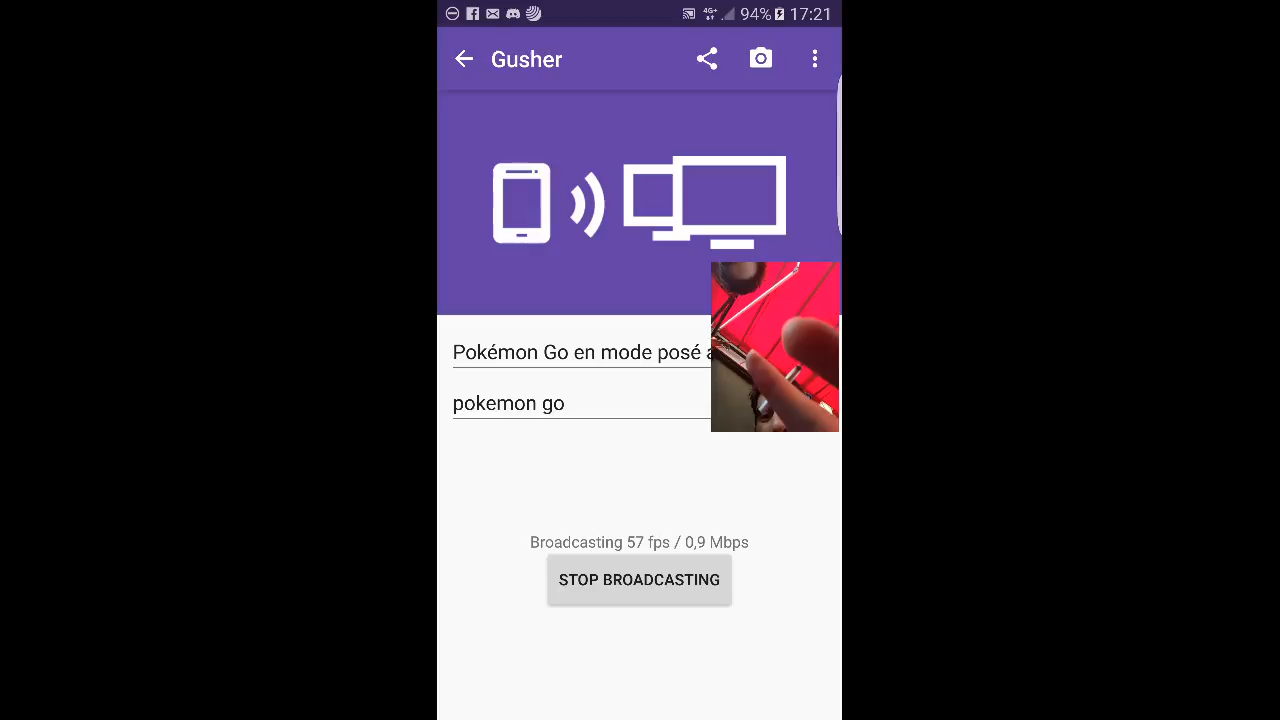 4G+ 94% 17:21
Gusher
Pokémon Go en mode posé
pokemon go
Broadcasting 57 fps / 0,9 Mbps
STOP BROADCASTING